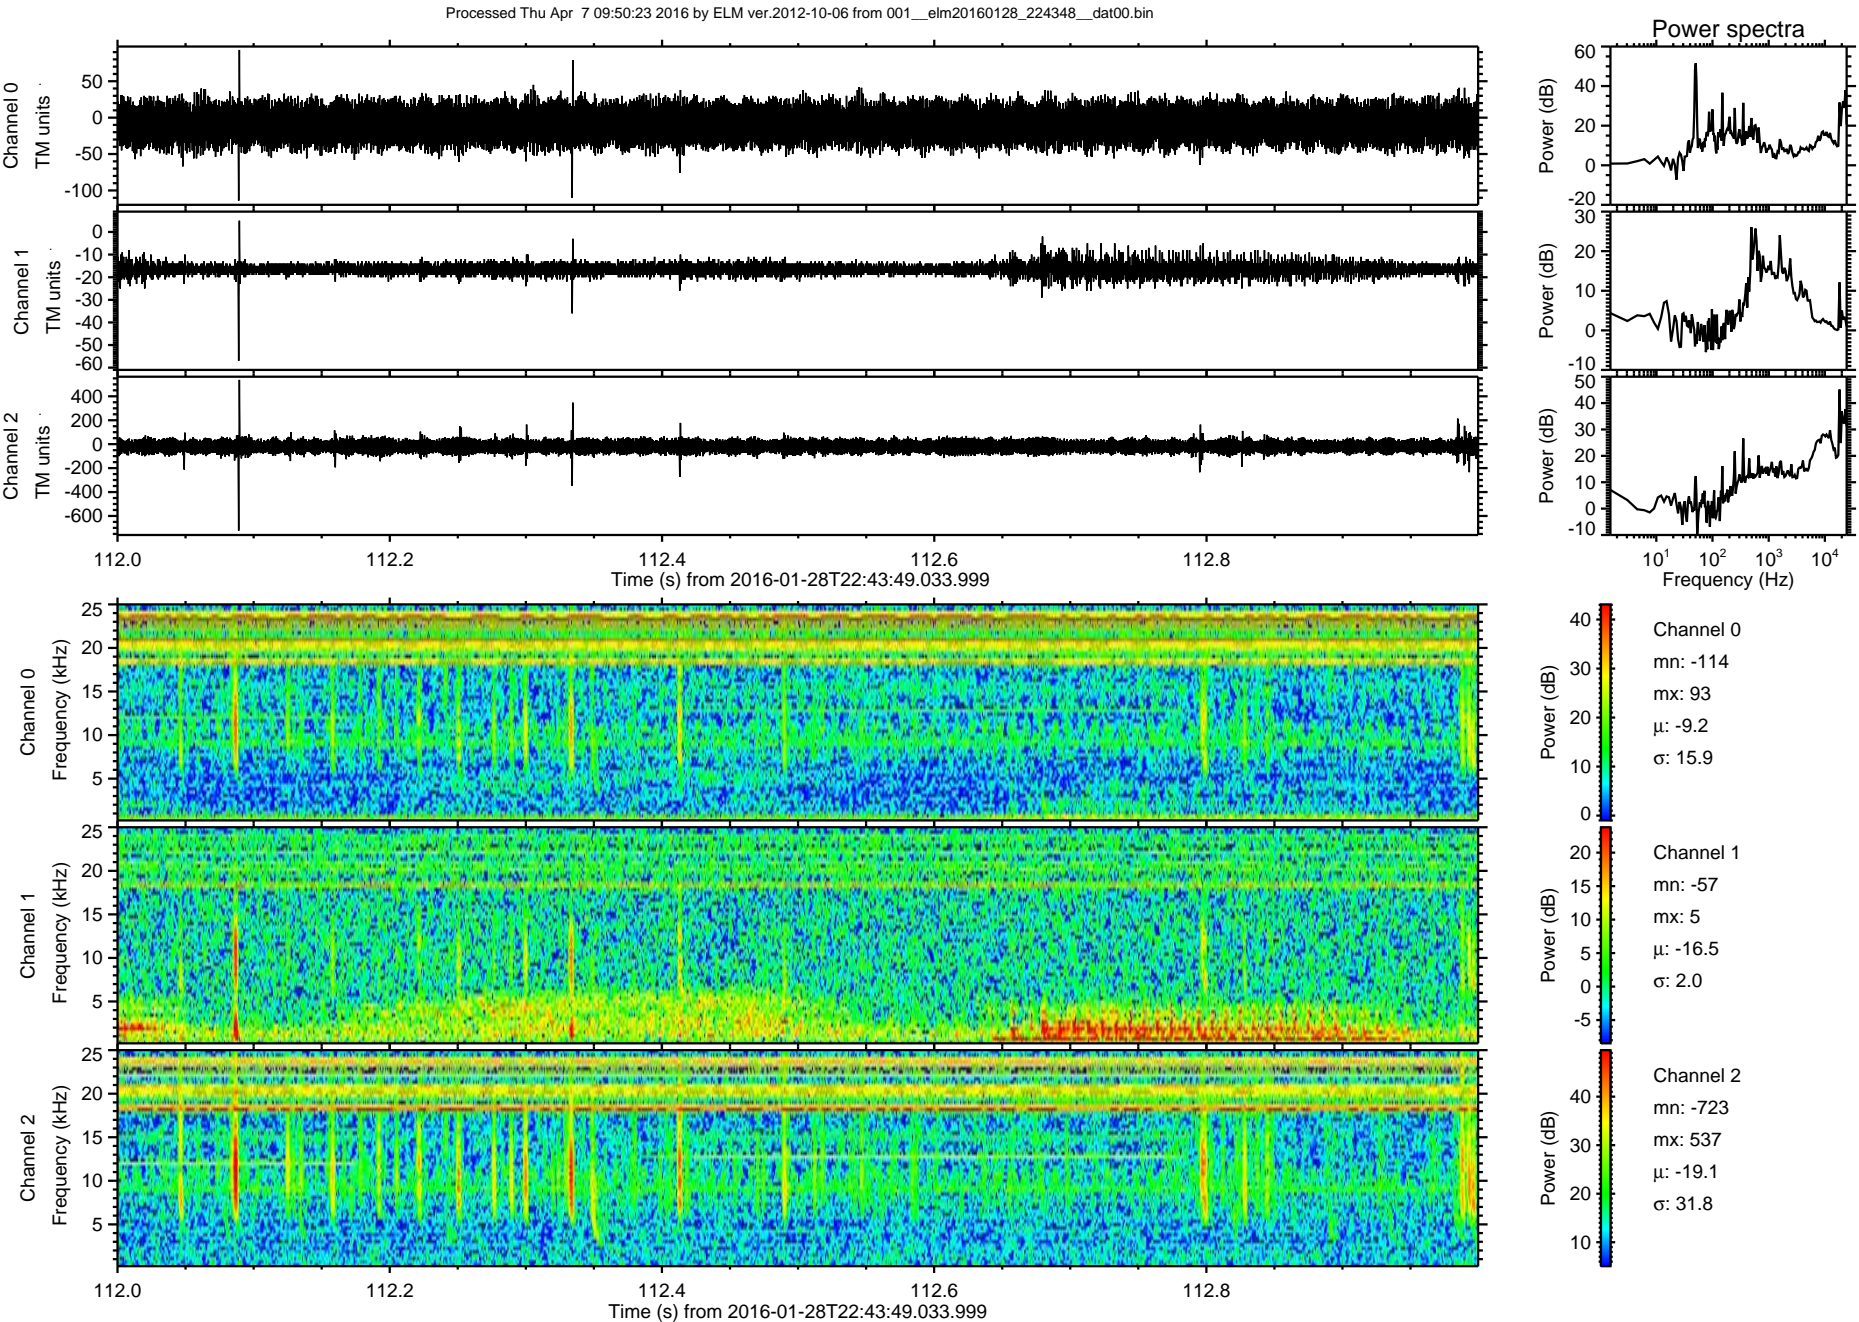 Processed Thu Apr  7 09:50:23 2016 by ELM ver.2012-10-06 from 001__elm20160128_224348__dat00.bin
Power spectra
Channel 0
TM units
50
0
-50
-100
Power (dB)
60
40
20
0
-20
Channel 1
TM units
0
-10
-20
-30
-40
-50
-60
Power (dB)
30
20
10
0
-10
Channel 2
TM units
400
200
0
-200
-400
-600
Power (dB)
50
40
30
20
10
0
-10
112.0 112.2 112.4 112.6 112.8
Time (s) from 2016-01-28T22:43:49.033.999
10¹ 10² 10³ 10⁴
Frequency (Hz)
Channel 0
Frequency (kHz)
25
20
15
10
5
Power (dB)
40
30
20
10
0
Channel 0
mn: -114
mx: 93
μ: -9.2
σ: 15.9
Channel 1
Frequency (kHz)
25
20
15
10
5
Power (dB)
20
15
10
5
0
-5
Channel 1
mn: -57
mx: 5
μ: -16.5
σ: 2.0
Channel 2
Frequency (kHz)
25
20
15
10
5
Power (dB)
40
30
20
10
Channel 2
mn: -723
mx: 537
μ: -19.1
σ: 31.8
112.0 112.2 112.4 112.6 112.8
Time (s) from 2016-01-28T22:43:49.033.999